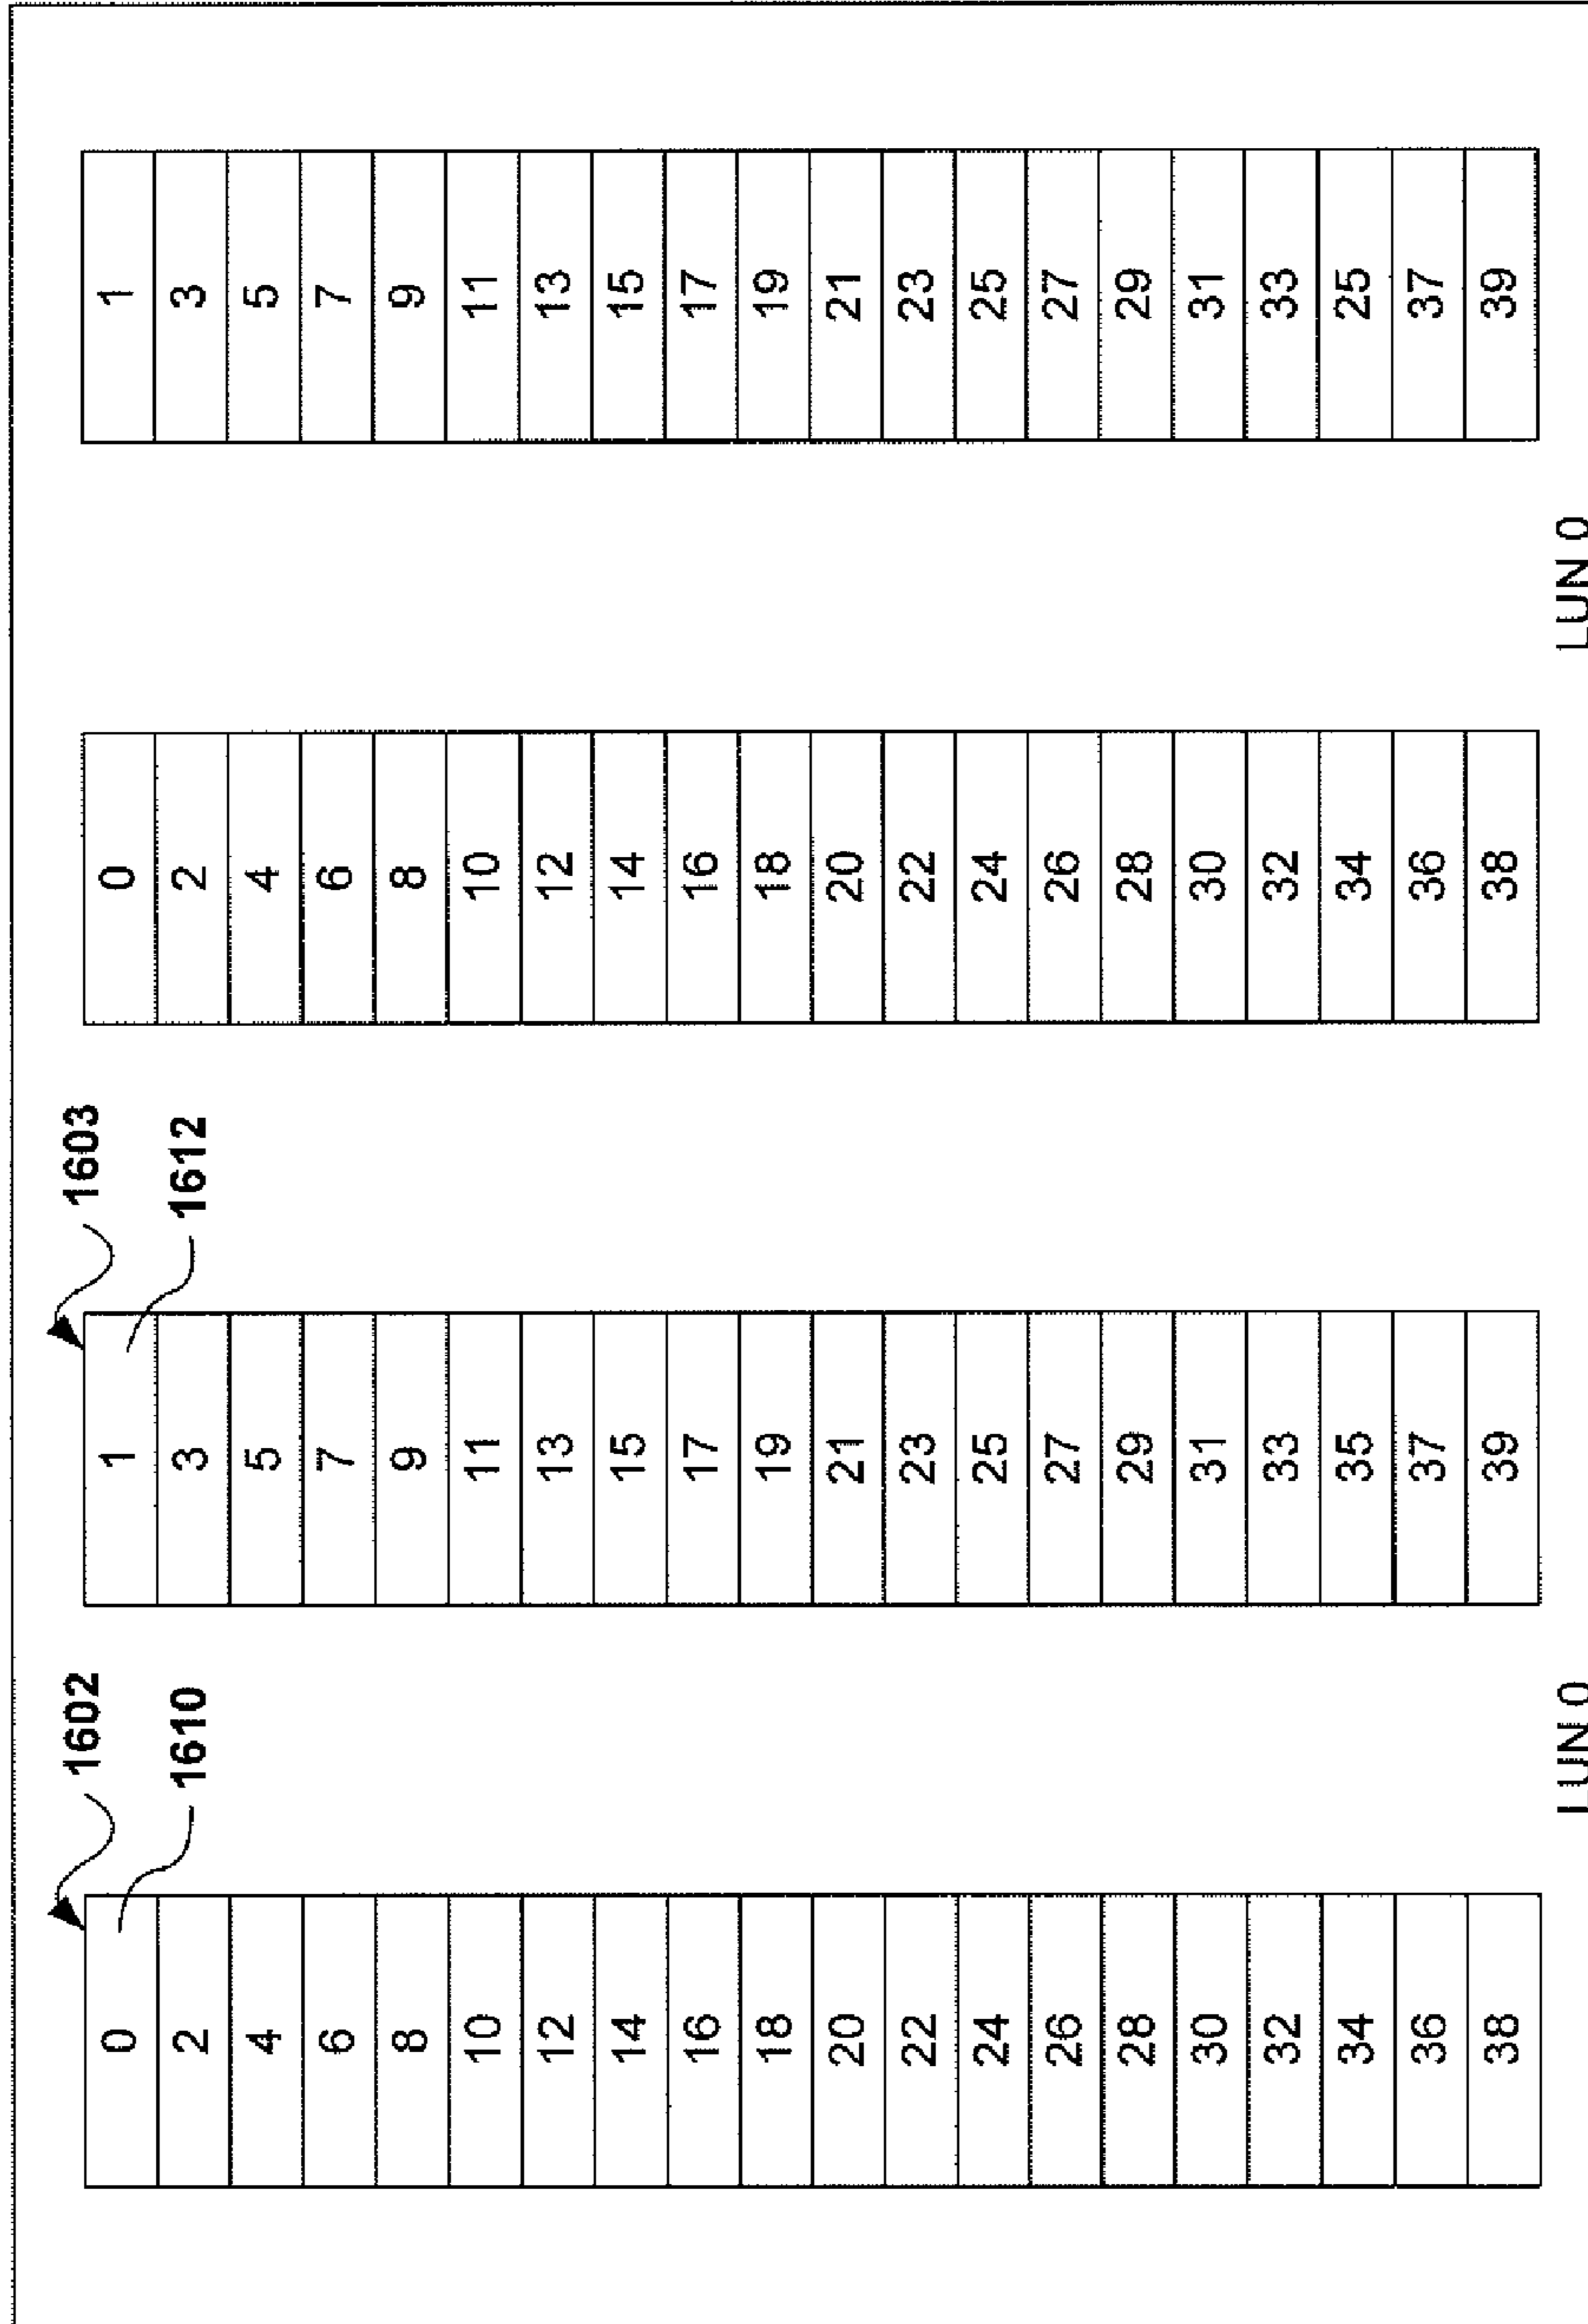 1602 1603
0 1 0 1
2 1610 3 1612 2 3
4 5 4 5
6 7 6 7
8 9 8 9
10 11 10 11
12 13 12 13
14 15 14 15
16 17 16 17
18 19 18 19
20 21 20 21
22 23 22 23
24 25 24 25
26 27 26 27
28 29 28 29
30 31 30 31
32 33 32 33
34 35 34 25
36 37 36 37
38 39 38 39
LUN 0 LUN 0